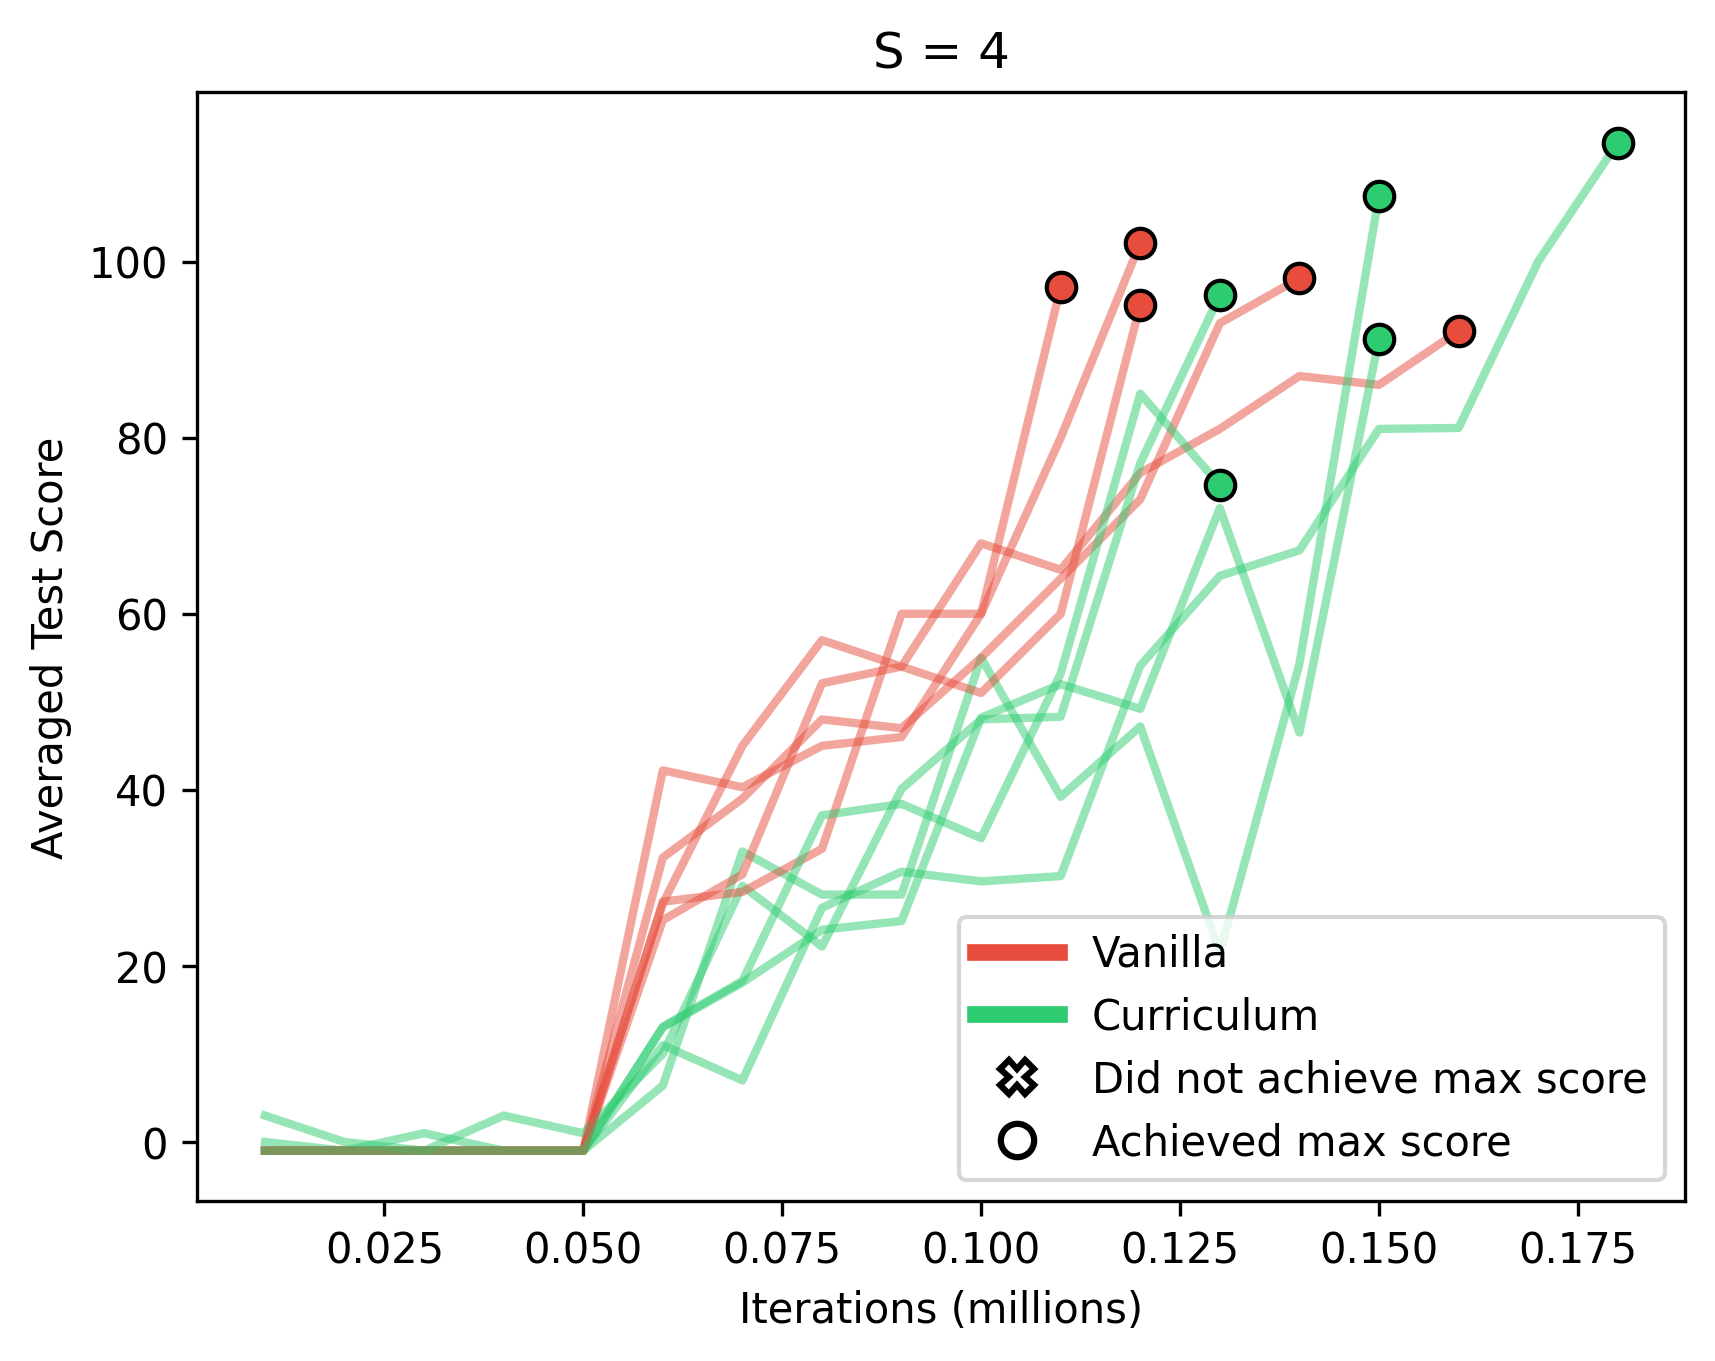 S = 4
100
80
60
40
20
0
Averaged Test Score
Vanilla
Curriculum
Did not achieve max score
Achieved max score
0.025 0.050 0.075 0.100 0.125 0.150 0.175
Iterations (millions)